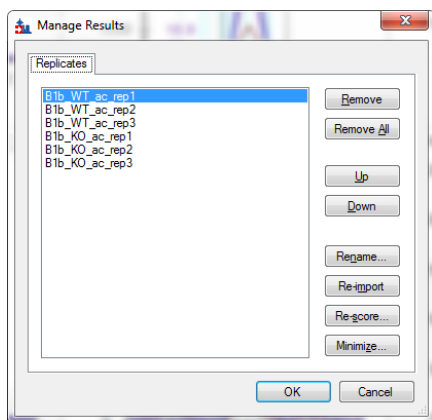 Manage Results
Replicates
B1b_WT_ac_rep1
B1b_WT_ac_rep2
B1b_WT_ac_rep3
B1b_KO_ac_rep1
B1b_KO_ac_rep2
B1b_KO_ac_rep3
Remove
Remove All
Up
Down
Rename...
Re-import
Re-score...
Minimize...
OK
Cancel